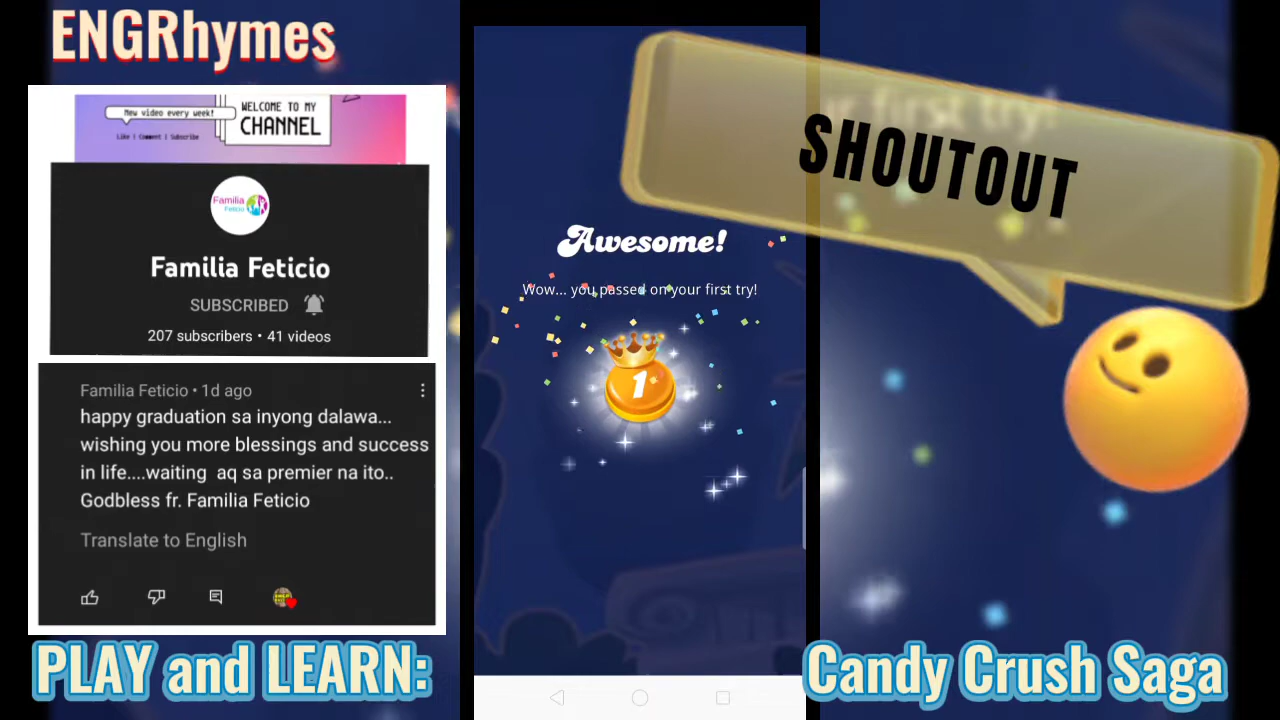 ENGRhymes
New video every week!
Like | Comment | Subscribe
WELCOME TO MY
CHANNEL
Familia
Feticio
Familia Feticio
SUBSCRIBED
207 subscribers • 41 videos
Familia Feticio • 1d ago
happy graduation sa inyong dalawa...
wishing you more blessings and success
in life....waiting aq sa premier na ito..
Godbless fr. Familia Feticio
Translate to English
Awesome!
Wow... you passed on your first try!
1
r first try!
SHOUTOUT
PLAY and LEARN:
Candy Crush Saga